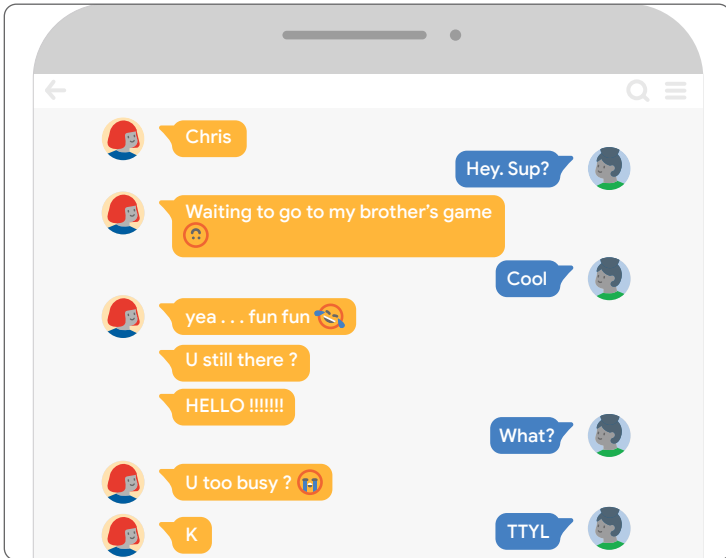 Chris
Hey. Sup?
Waiting to go to my brother's game
🙃
Cool
yea . . . fun fun 😂
U still there ?
HELLO !!!!!!!
What?
U too busy ? 😭
TTYL
K